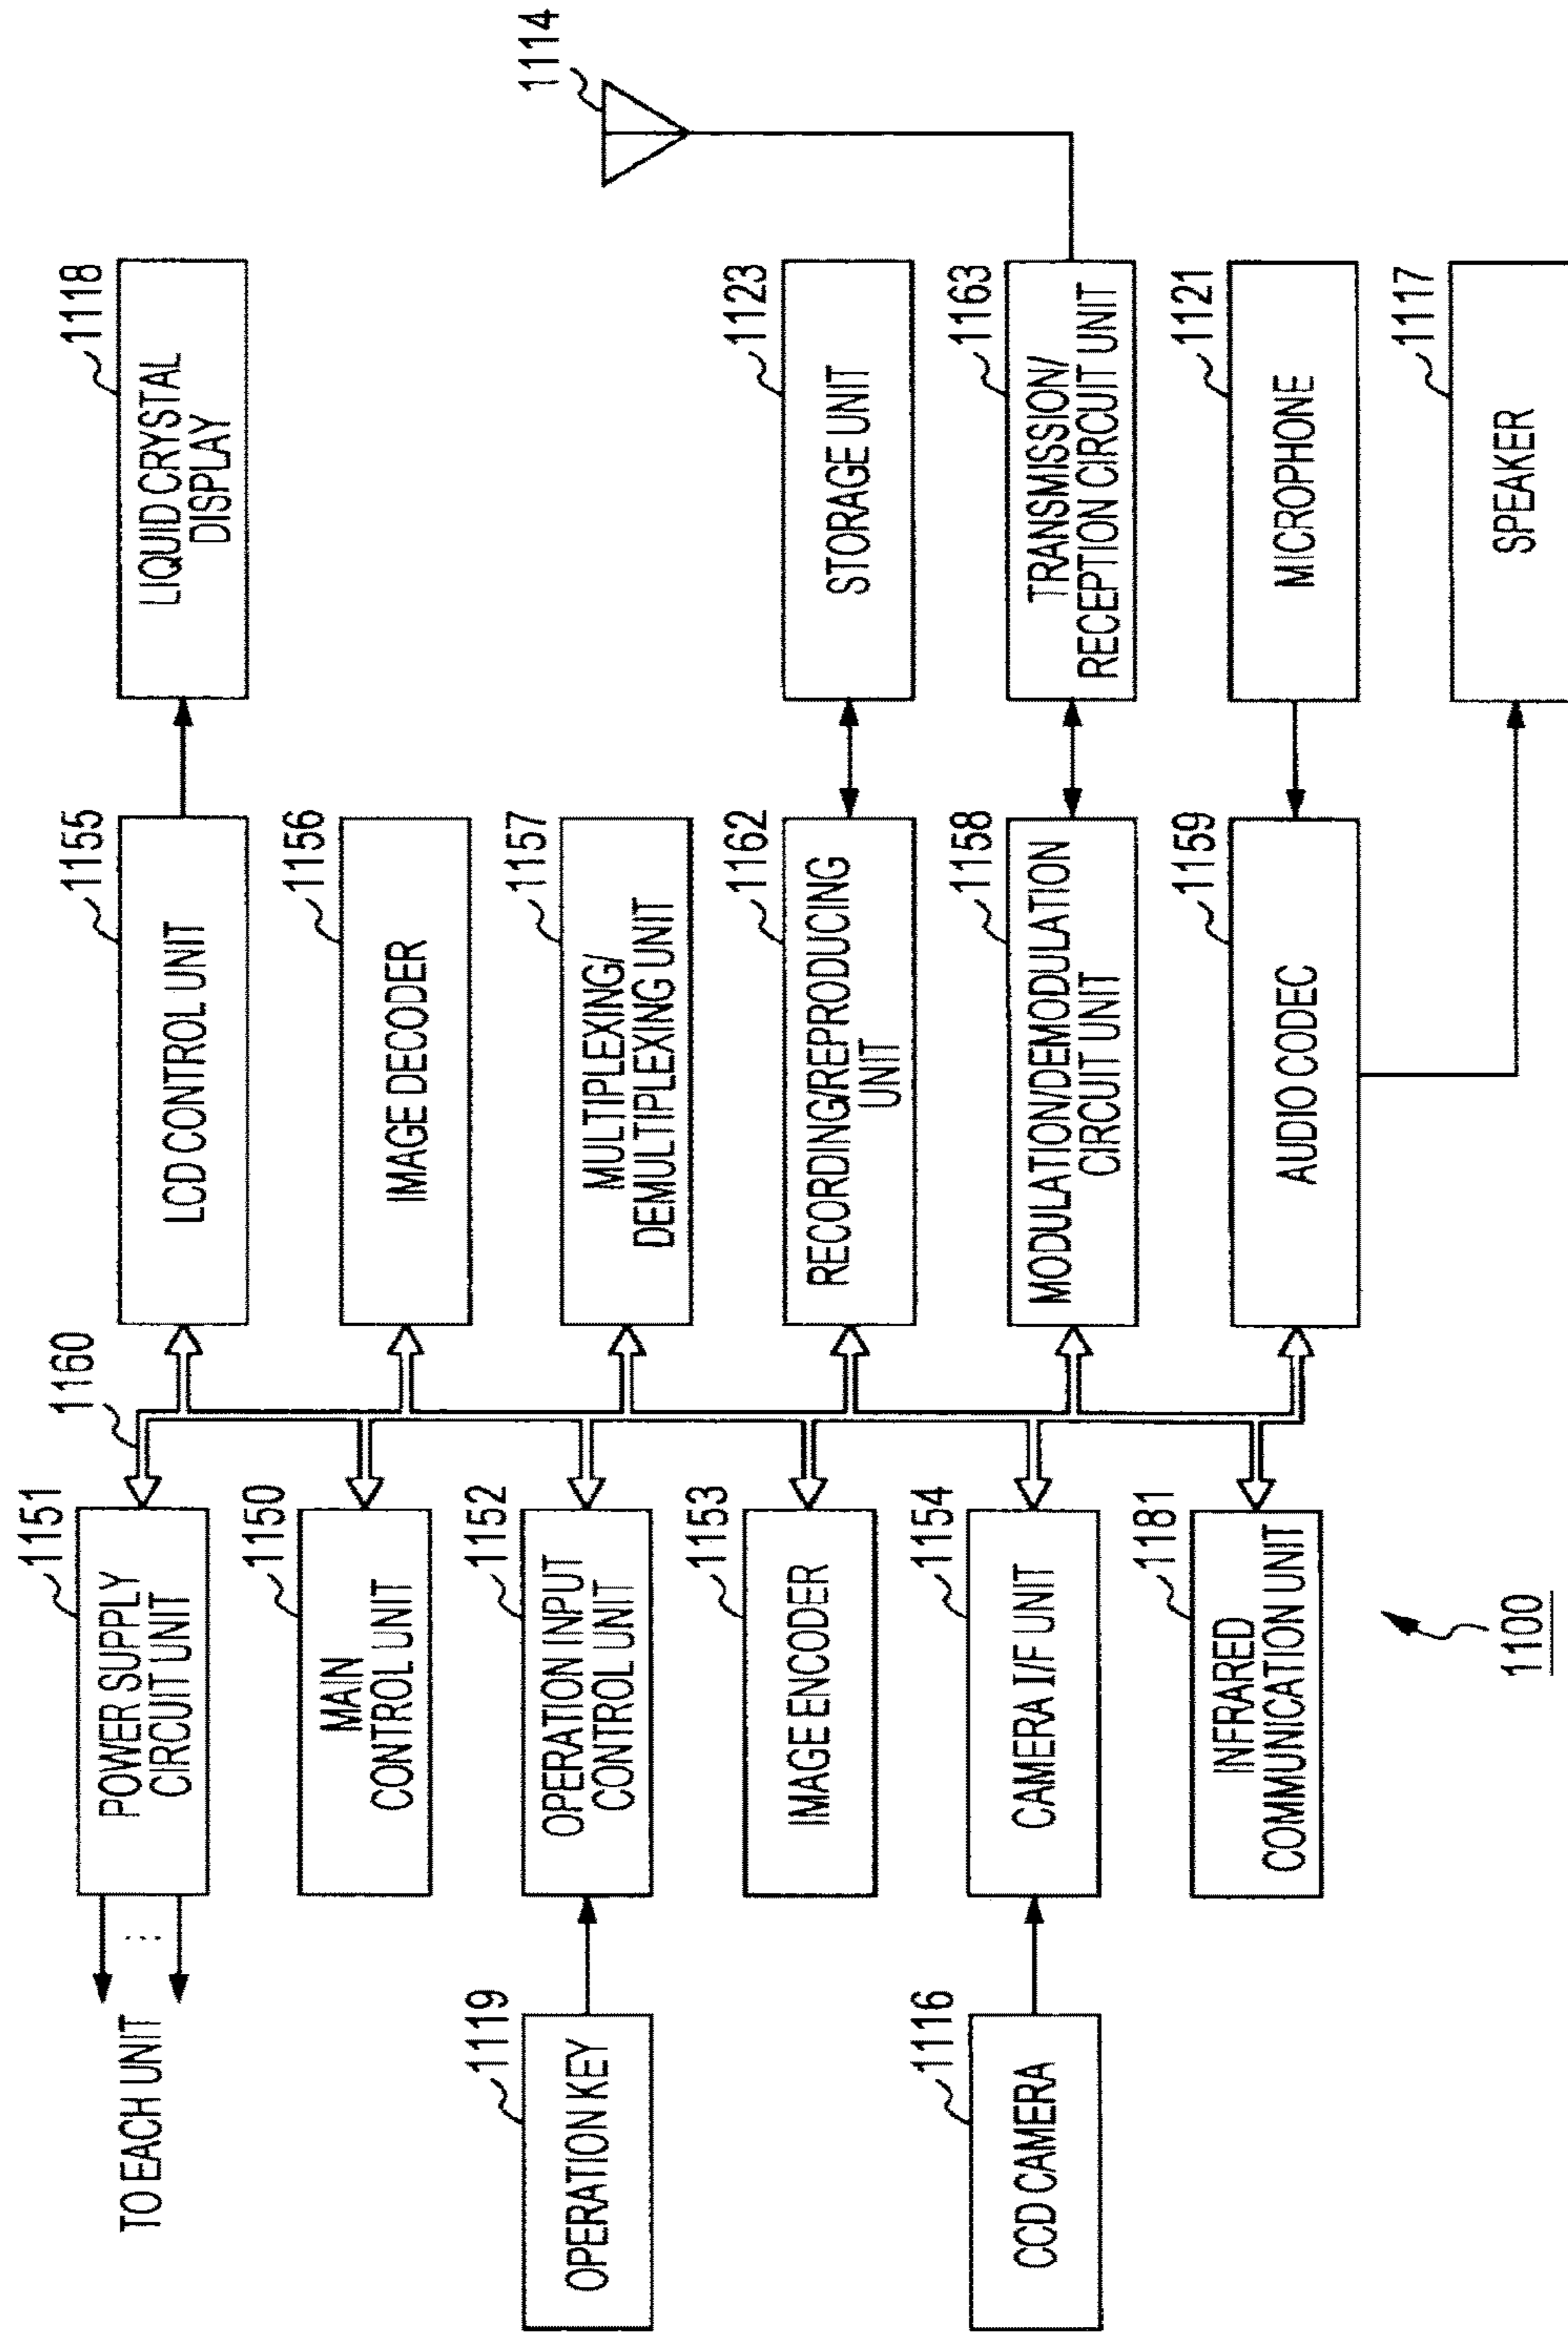 1151
POWER SUPPLY
CIRCUIT UNIT
TO EACH UNIT
1160
1155
LCD CONTROL UNIT
1118
LIQUID CRYSTAL
DISPLAY
1150
MAIN
CONTROL UNIT
1156
IMAGE DECODER
1119
OPERATION KEY
1152
OPERATION INPUT
CONTROL UNIT
1157
MULTIPLEXING/
DEMULTIPLEXING UNIT
1114
1153
IMAGE ENCODER
1162
RECORDING/REPRODUCING
UNIT
1123
STORAGE UNIT
1116
CCD CAMERA
1154
CAMERA I/F UNIT
1158
MODULATION/DEMODULATION
CIRCUIT UNIT
1163
TRANSMISSION/
RECEPTION CIRCUIT UNIT
1181
INFRARED
COMMUNICATION UNIT
1159
AUDIO CODEC
1121
MICROPHONE
1117
SPEAKER
1100